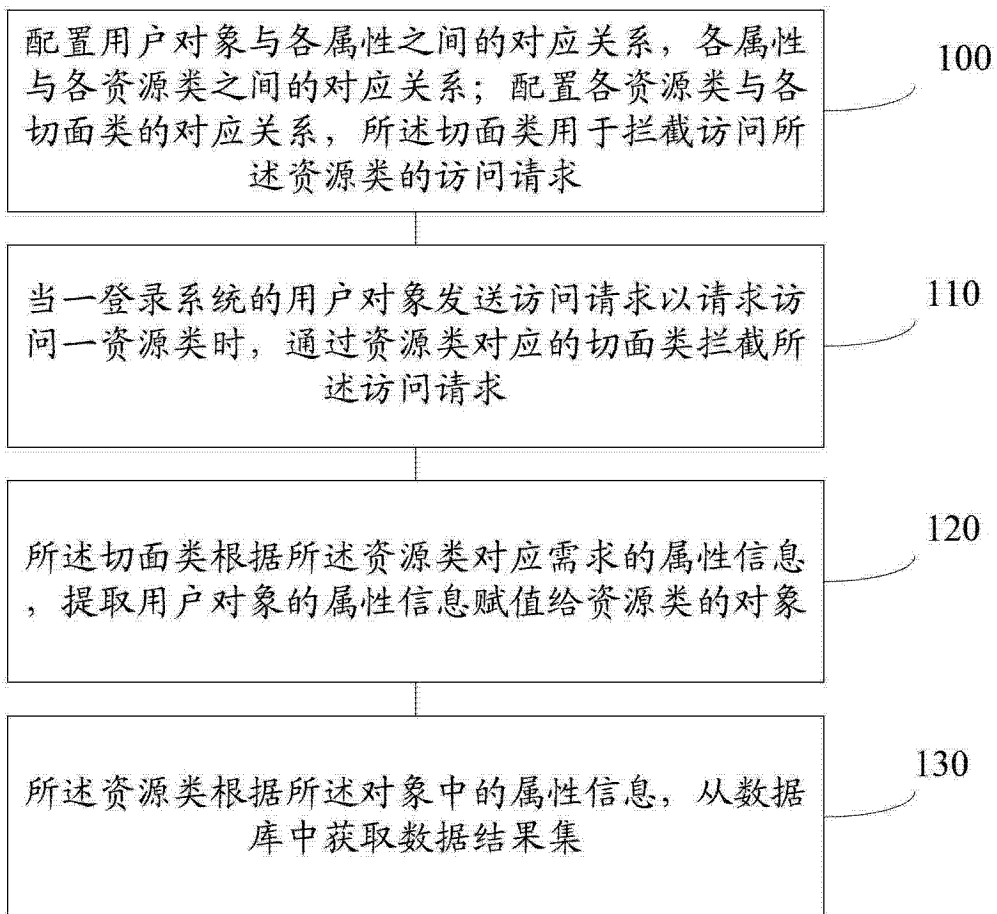 配置用户对象与各属性之间的对应关系，各属性
与各资源类之间的对应关系；配置各资源类与各
切面类的对应关系，所述切面类用于拦截访问所
述资源类的访问请求
100
当一登录系统的用户对象发送访问请求以请求访
问一资源类时，通过资源类对应的切面类拦截所
述访问请求
110
所述切面类根据所述资源类对应需求的属性信息
，提取用户对象的属性信息赋值给资源类的对象
120
所述资源类根据所述对象中的属性信息，从数据
库中获取数据结果集
130